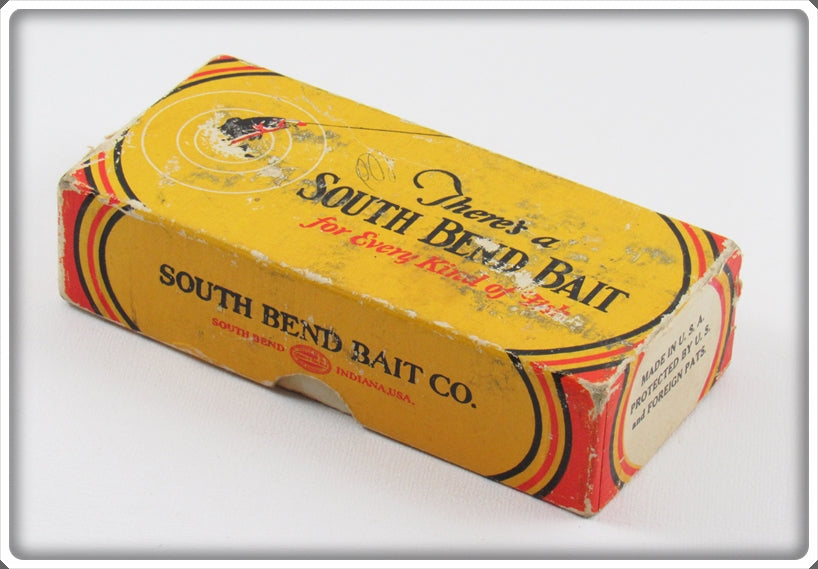 There's a
SOUTH BEND BAIT
for Every Kind of Fish
SOUTH BEND BAIT CO.
SOUTH BEND INDIANA, U.S.A.
MADE IN U.S.A.
PROTECTED BY U.S.
and FOREIGN PATS.